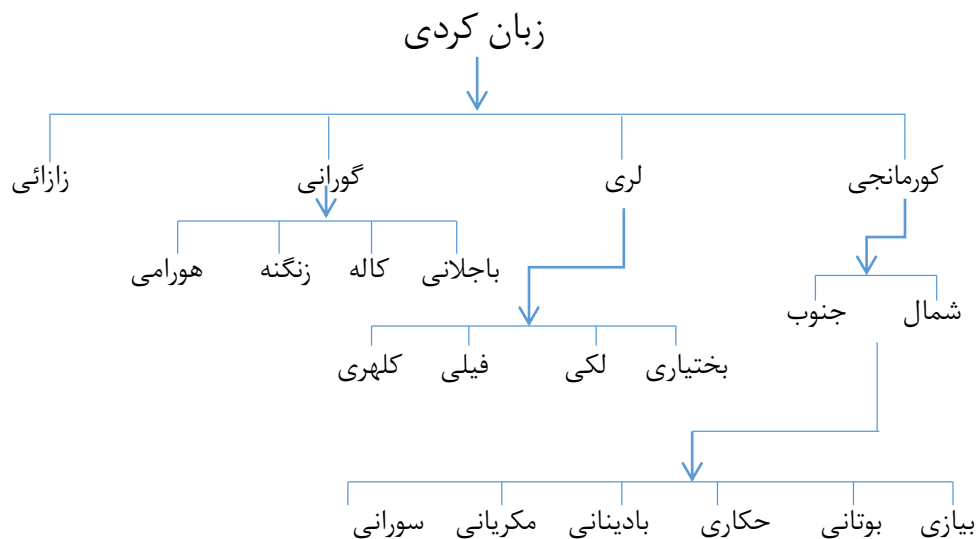 زبان کردی
کورمانجی لری گورانی زازائی
باجلانی کاله زنگنه هورامی
شمال جنوب
بختیاری لکی فیلی کلهری
بیازی بوتانی حکاری بادینانی مکریانی سورانی